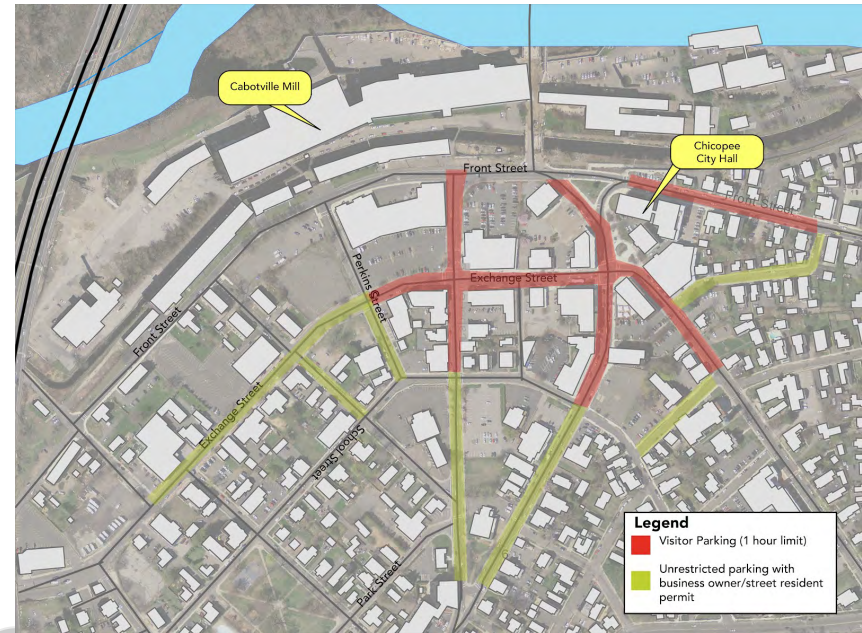 Cabotville Mill
Chicopee
City Hall
Front Street
Front Street
Exchange Street
Perkins Street
Front Street
Exchange Street
School Street
Park Street
Legend
Visitor Parking (1 hour limit)
Unrestricted parking with
business owner/street resident
permit